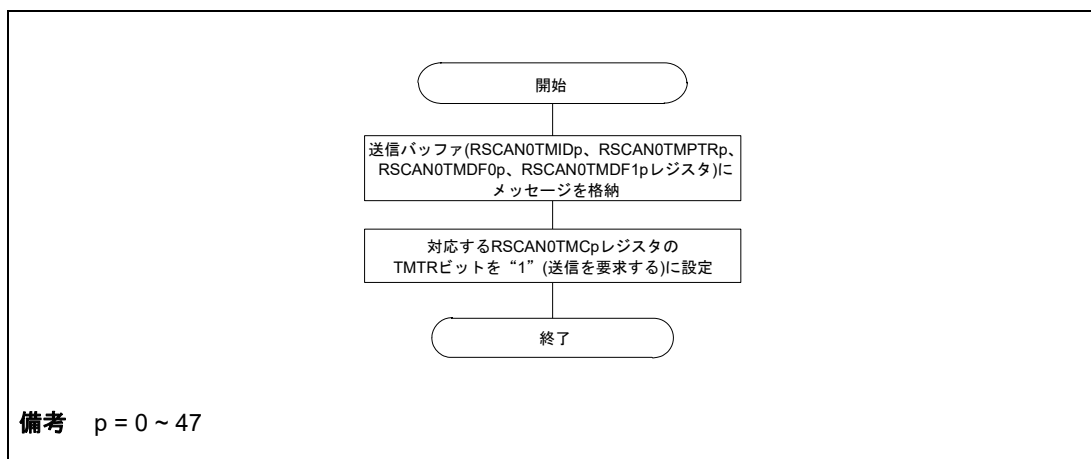 開始
送信バッファ(RSCAN0TMIDp、RSCAN0TMPTRp、
RSCAN0TMDF0p、RSCAN0TMDF1pレジスタ)に
メッセージを格納
対応するRSCAN0TMCpレジスタの
TMTRビットを“1”(送信を要求する)に設定
終了
備考 p = 0 ~ 47